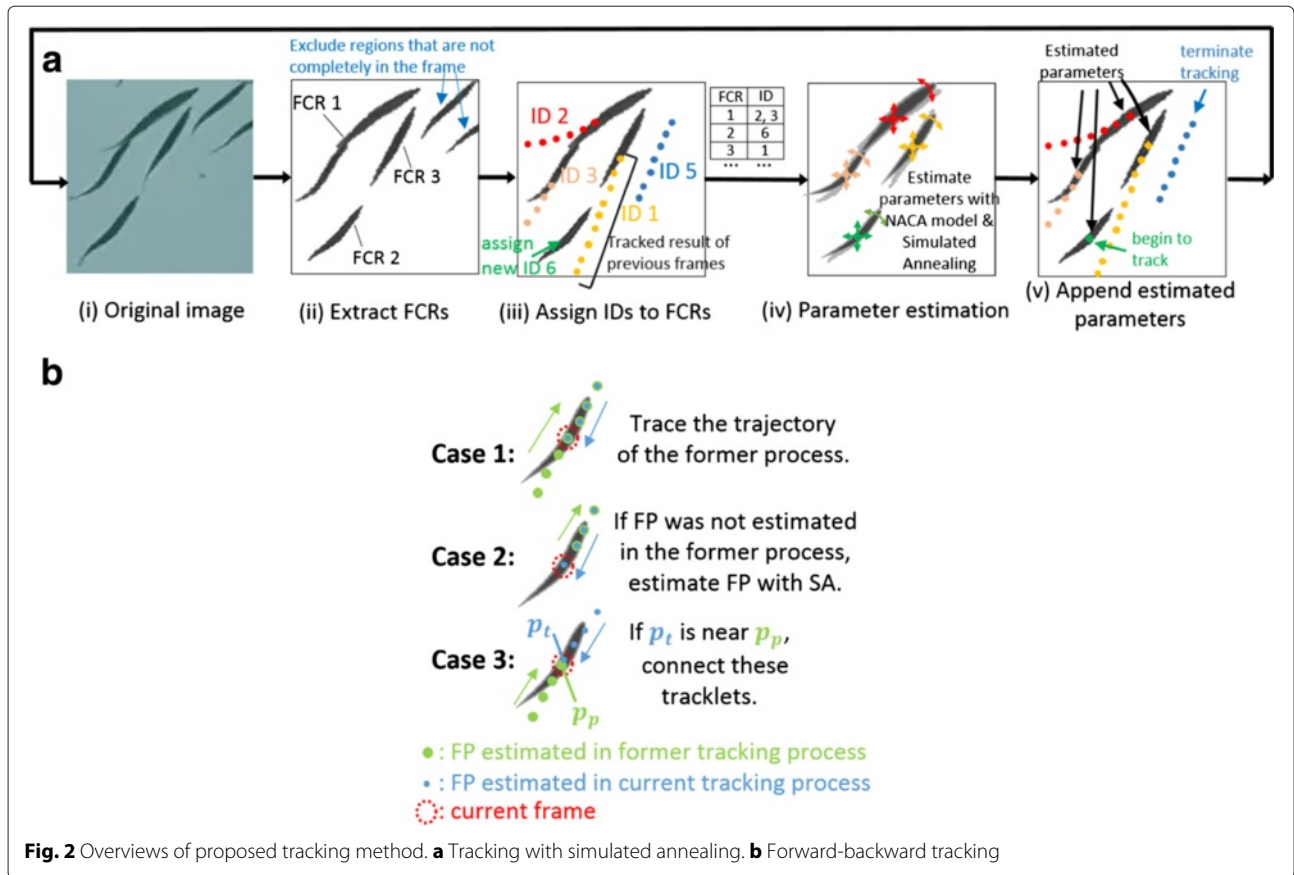 a
Exclude regions that are not
completely in the frame
FCR 1
FCR 3
FCR 2
ID 2
ID 3
ID 5
ID 1
assign
new ID 6
Tracked result of
previous frames
FCR ID
1 2, 3
2 6
3 1
... ...
Estimate
parameters with
NACA model &
Simulated
Annealing
Estimated
parameters
terminate
tracking
begin to
track
(i) Original image
(ii) Extract FCRs
(iii) Assign IDs to FCRs
(iv) Parameter estimation
(v) Append estimated
parameters
b
Case 1:
Trace the trajectory
of the former process.
Case 2:
If FP was not estimated
in the former process,
estimate FP with SA.
Case 3:
p_t
p_p
If p_t is near p_p,
connect these
tracklets.
: FP estimated in former tracking process
: FP estimated in current tracking process
: current frame
Fig. 2 Overviews of proposed tracking method. a Tracking with simulated annealing. b Forward-backward tracking